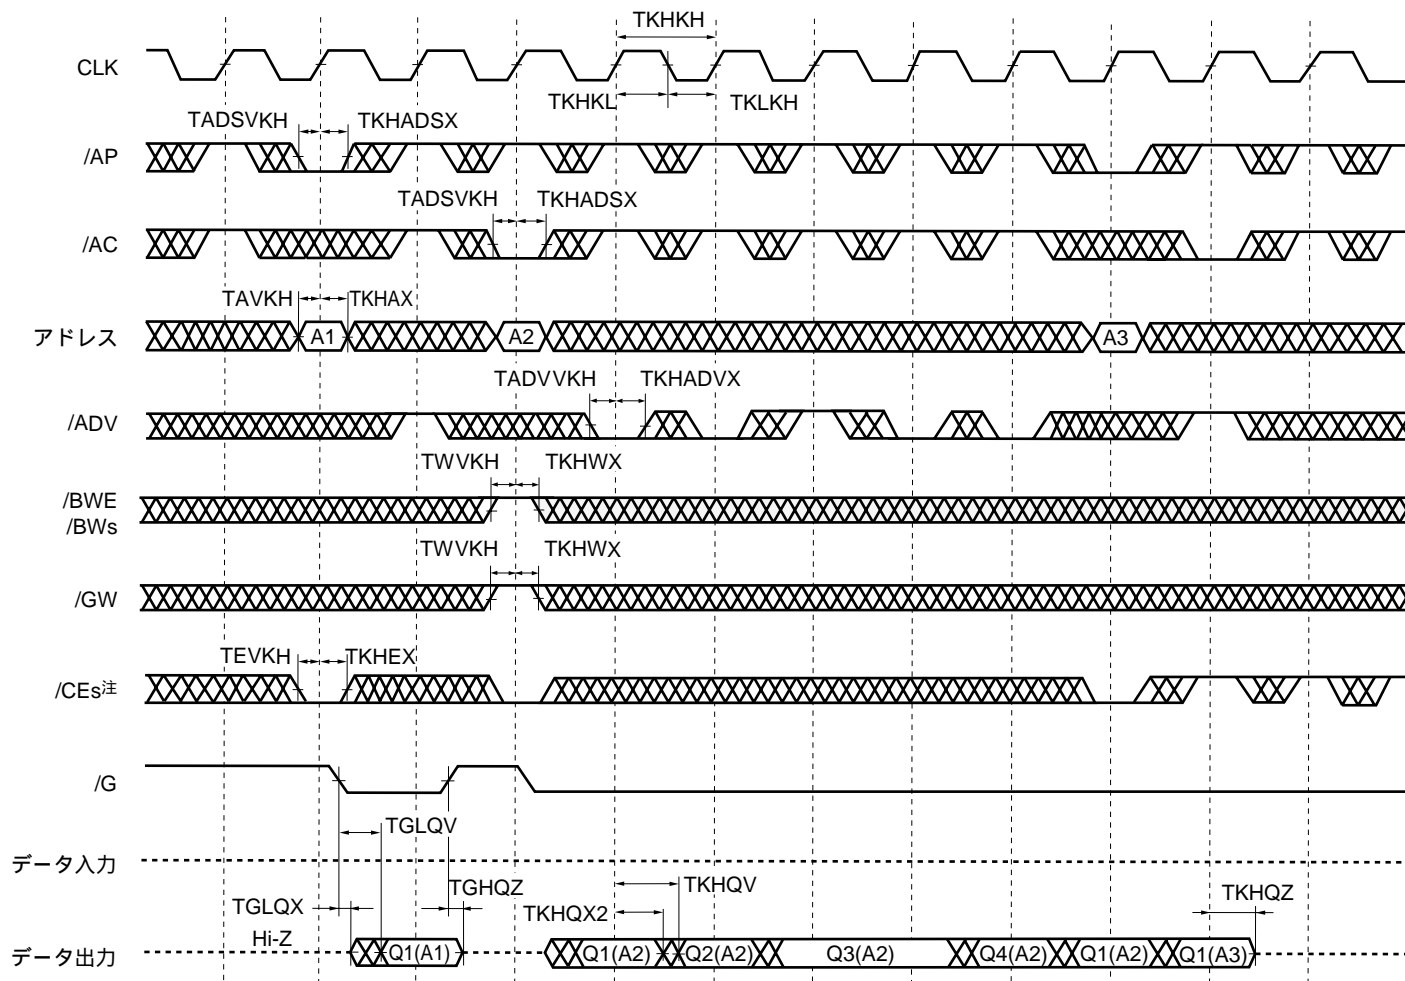 TKHKH
CLK
TKHKL
TKLKH
TADSVKH
TKHADSX
/AP
TADSVKH
TKHADSX
/AC
TAVKH
TKHAX
アドレス
A1
A2
A3
TADVVKH
TKHADVX
/ADV
TWVKH
TKHWX
/BWE
/BWs
TWVKH
TKHWX
/GW
TEVKH
TKHEX
/CEs注
/G
TGLQV
データ入力
TGHQZ
TKHQV
TKHQZ
TGLQX
TKHQX2
Hi-Z
データ出力
Q1(A1)
Q1(A2)
Q2(A2)
Q3(A2)
Q4(A2)
Q1(A2)
Q1(A3)